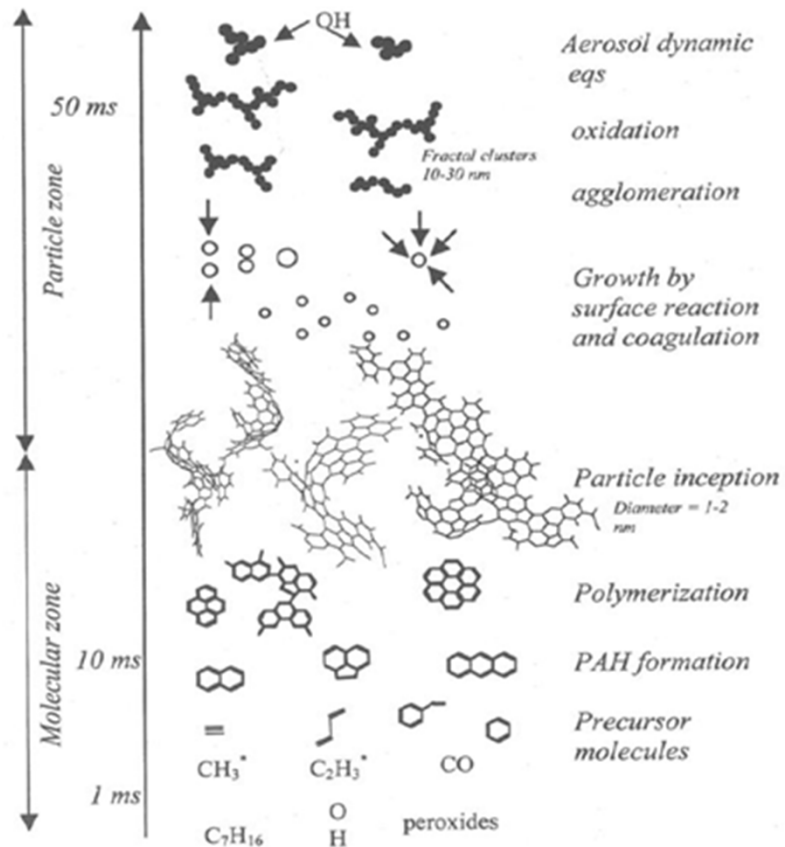 OH
Aerosol dynamic
eqs
50 ms
oxidation
Fractal clusters
10-30 nm
agglomeration
Particle zone
Growth by
surface reaction
and coagulation
Particle inception
Diameter = 1-2
nm
Molecular zone
Polymerization
10 ms
PAH formation
Precursor
molecules
CH₃*
C₂H₃*
CO
1 ms
C₇H₁₆
O
H
peroxides